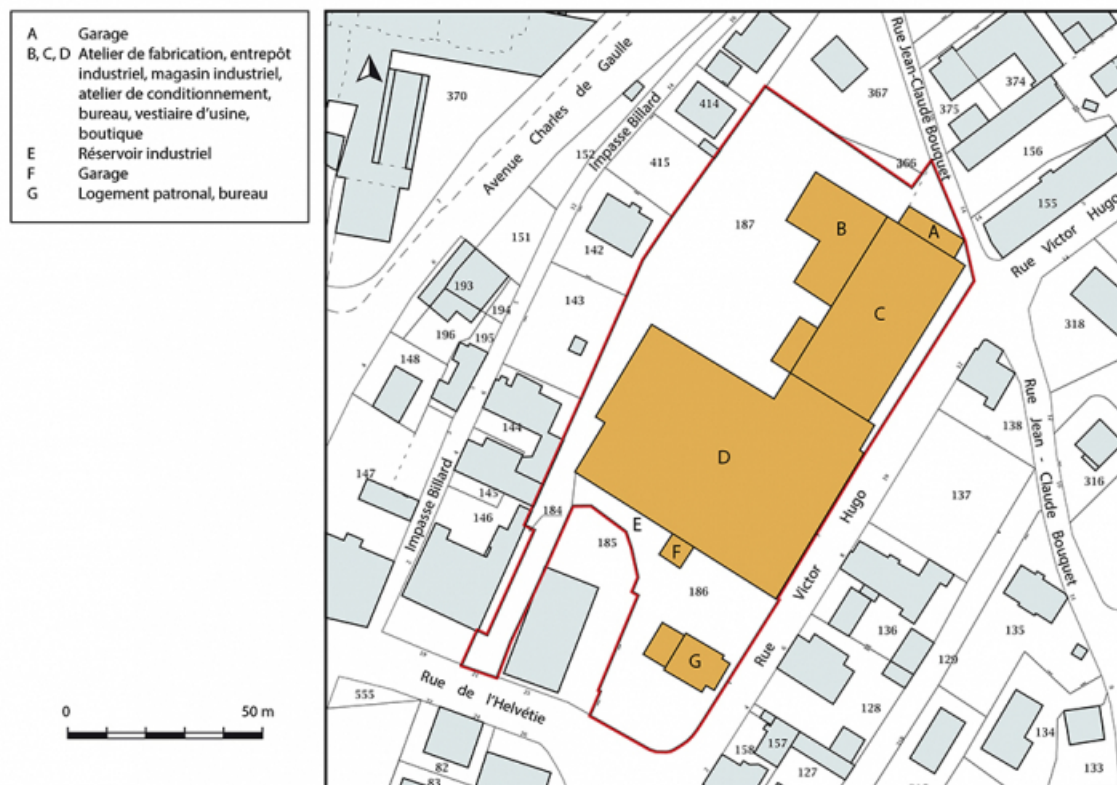 A Garage
B, C, D Atelier de fabrication, entrepôt
industriel, magasin industriel,
atelier de conditionnement,
bureau, vestiaire d'usine,
boutique
E Réservoir industriel
F Garage
G Logement patronal, bureau
370
Avenue Charles de Gaulle
Impasse Billard
152
414
415
367
366
Rue Jean-Claude Bouquet
375
374
156
155
Rue Victor Hugo
151
142
187
B
A
193
194
143
C
318
196
195
148
144
D
138
Rue Jean - Claude Bouquet
316
147
145
146
Impasse Billard
184
E
185
F
137
186
Rue Victor Hugo
G
136
135
129
128
Rue de l'Helvétie
555
82
83
158
157
127
134
133
0 50 m